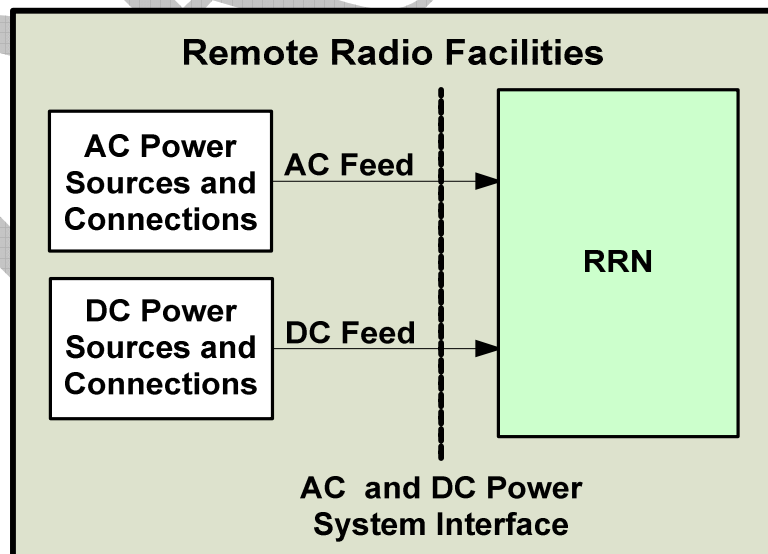 Remote Radio Facilities
AC Power
Sources and
Connections
AC Feed
RRN
DC Power
Sources and
Connections
DC Feed
AC and DC Power
System Interface